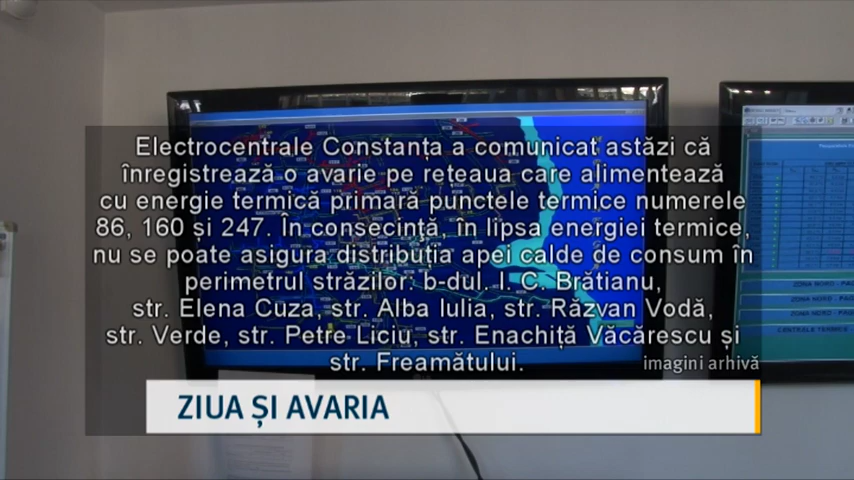 Electrocentrale Constanta a comunicat astăzi că
înregistrează o avarie pe rețeaua care alimentează
cu energie termică primară punctele termice numerele
86, 160 și 247. În consecință, în lipsa energiei termice,
nu se poate asigura distribuția apei calde de consum în
perimetrul străzilor: b-dul. I. C. Brătianu,
str. Elena Cuza, str. Alba Iulia, str. Răzvan Vodă,
str. Verde, str. Petre Liciu, str. Enachiță Văcărescu și
str. Freamătului.
imagini arhivă
ZIUA ȘI AVARIA
ZONA NORD - PA
ZONA NORD - PA
CENTRALE TERMICE